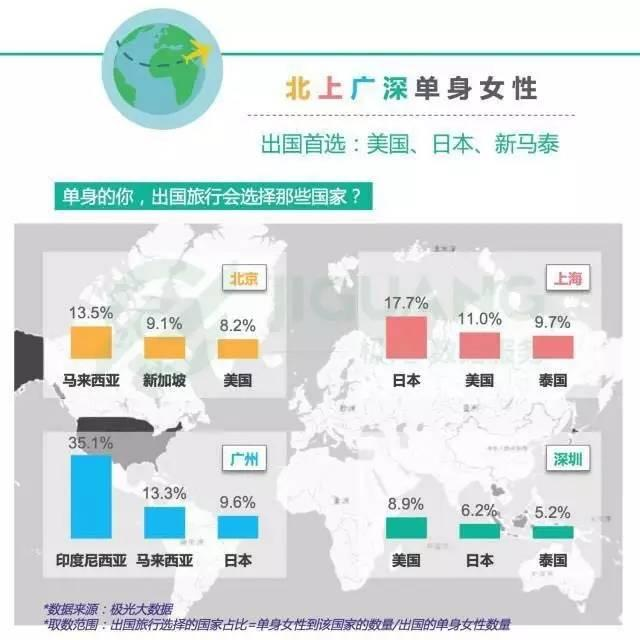 北上广深单身女性
出国首选：美国、日本、新马泰
单身的你，出国旅行会选择那些国家？
北京
13.5%
9.1%
8.2%
马来西亚
新加坡
美国
上海
17.7%
11.0%
9.7%
日本
美国
泰国
广州
35.1%
13.3%
9.6%
印度尼西亚
马来西亚
日本
深圳
8.9%
6.2%
5.2%
美国
日本
泰国
JIGUANG
*数据来源：极光大数据
*取数范围：出国旅行选择的国家占比=单身女性到该国家的数量/出国的单身女性数量